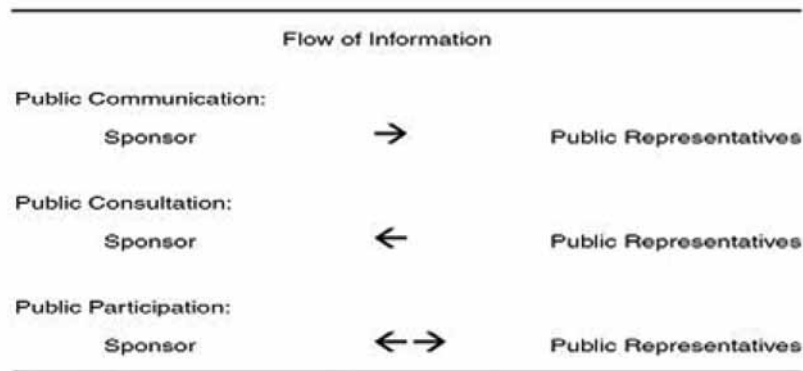 Flow of Information
Public Communication:
Sponsor → Public Representatives
Public Consultation:
Sponsor ← Public Representatives
Public Participation:
Sponsor ←→ Public Representatives